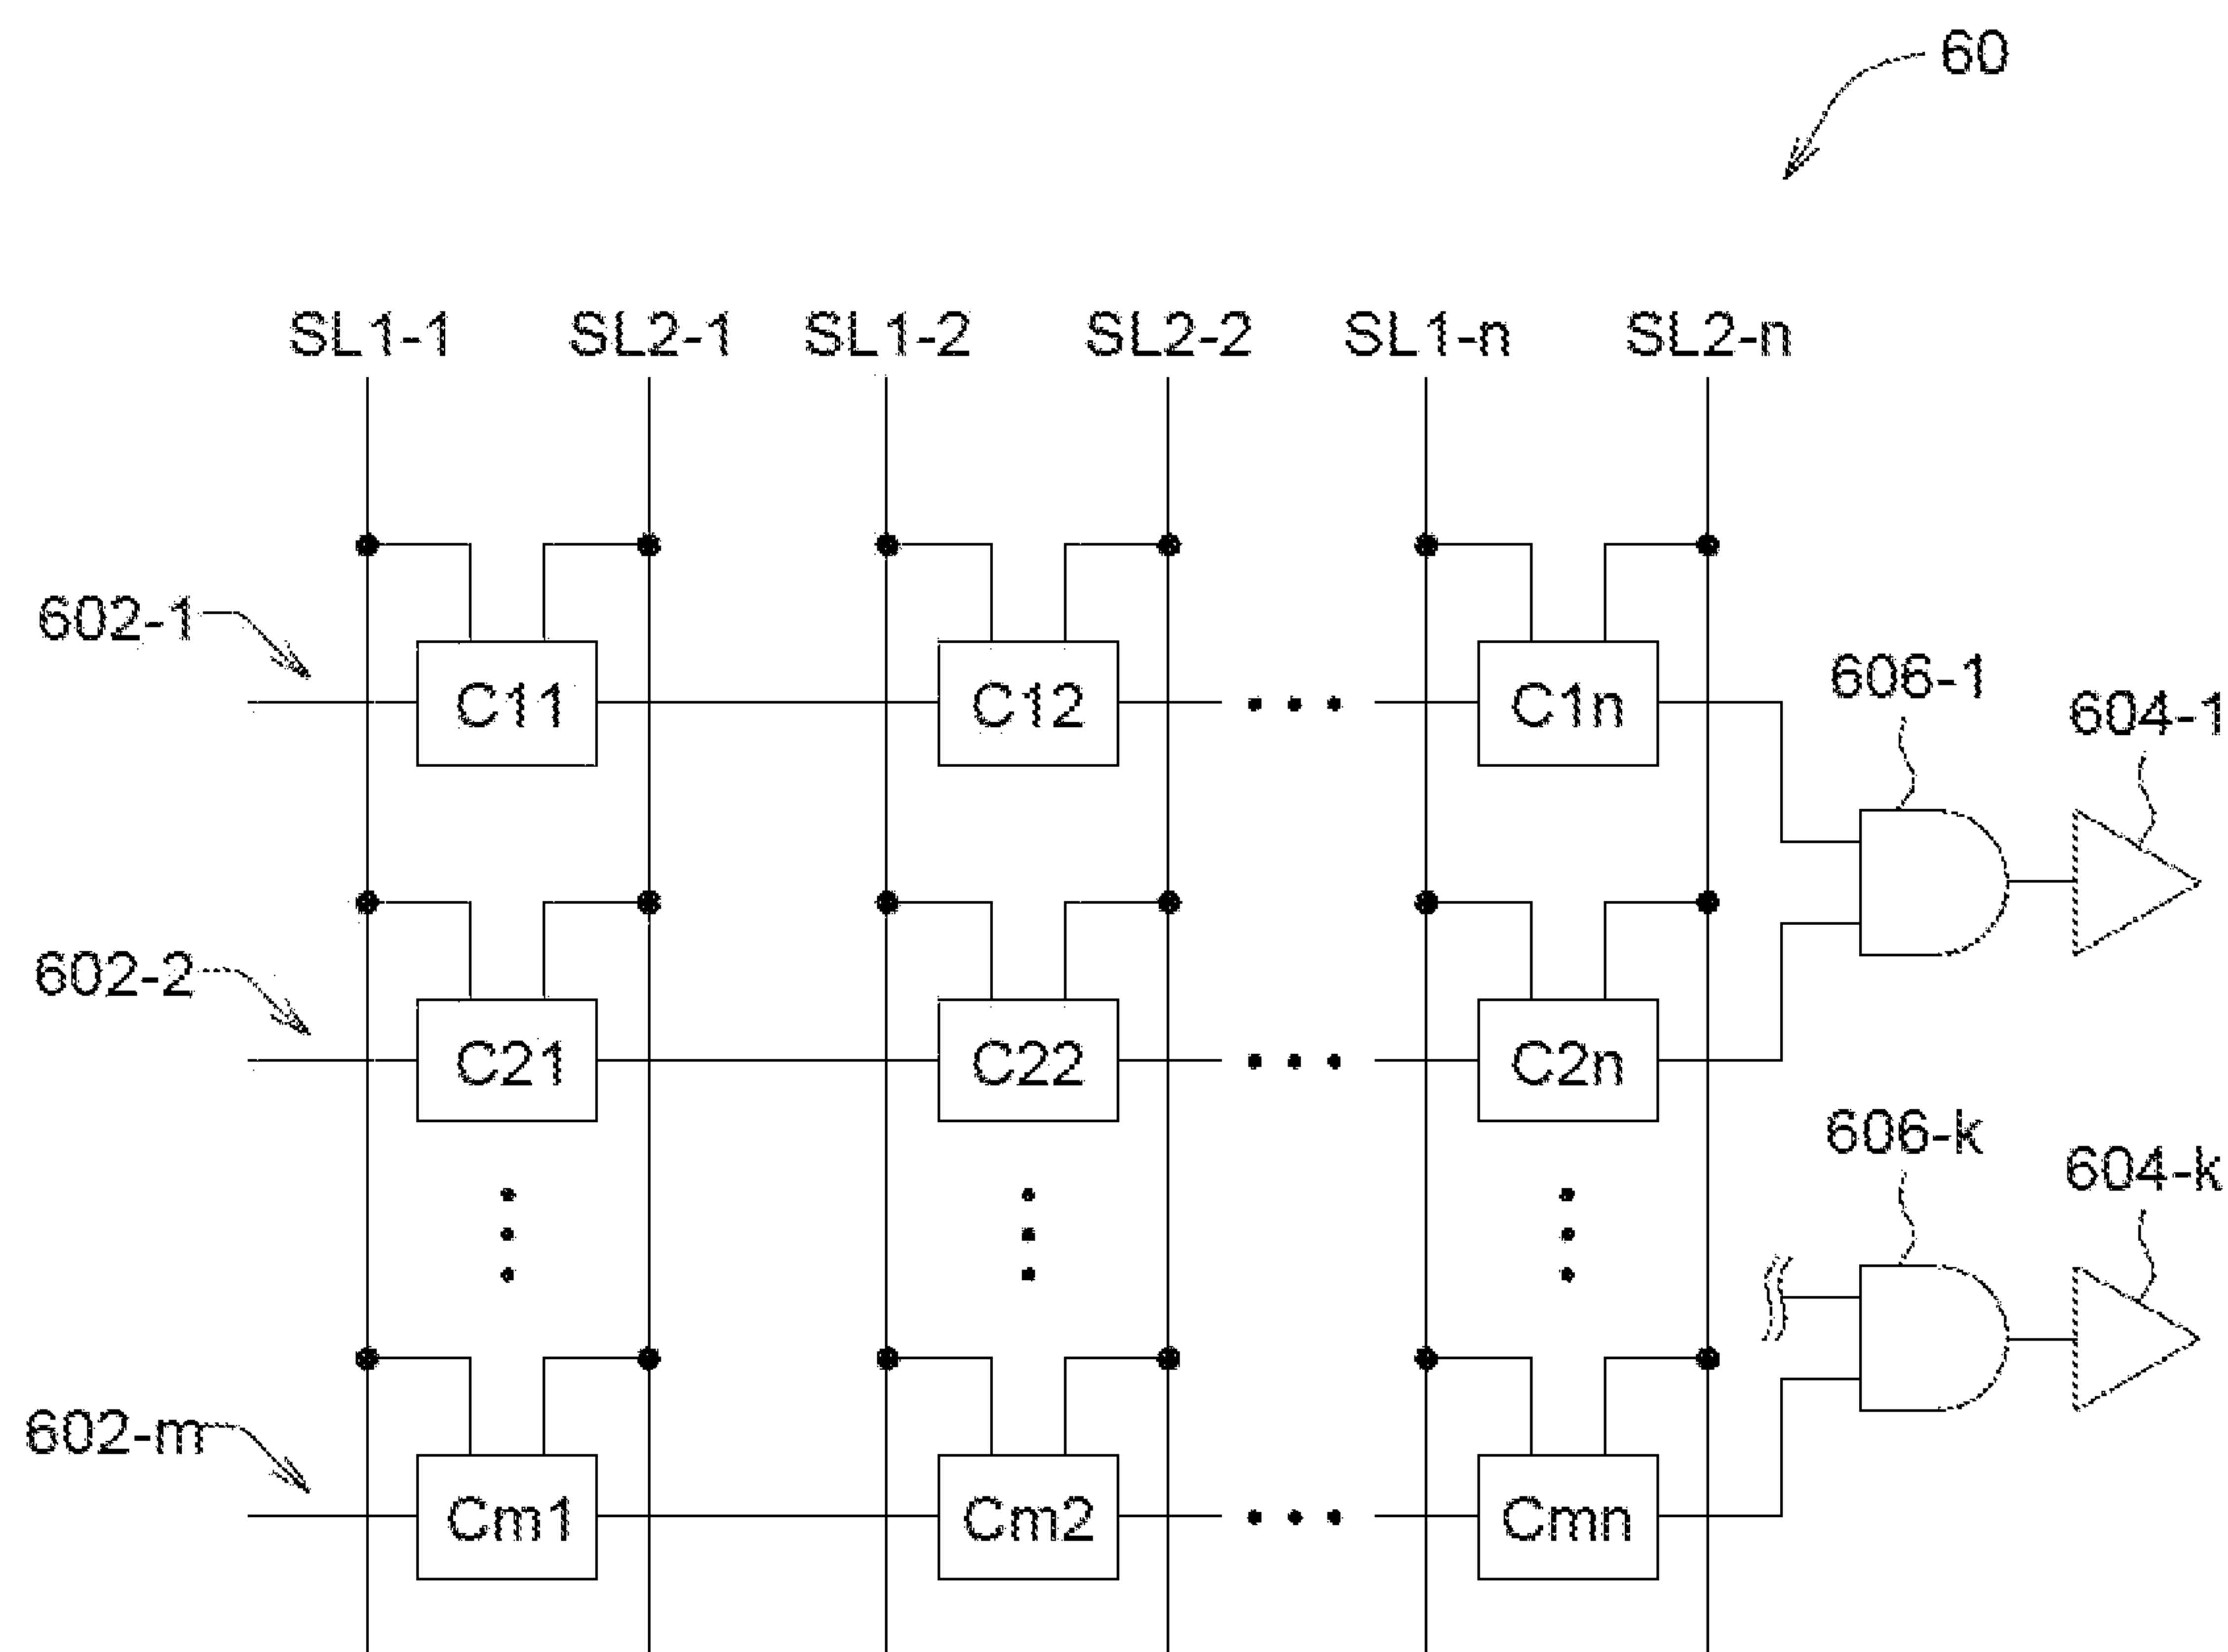 60
SL1-1 SL2-1 SL1-2 SL2-2 SL1-n SL2-n
602-1
C11 C12 C1n
606-1
604-1
602-2
C21 C22 C2n
606-k
604-k
602-m
Cm1 Cm2 Cmn